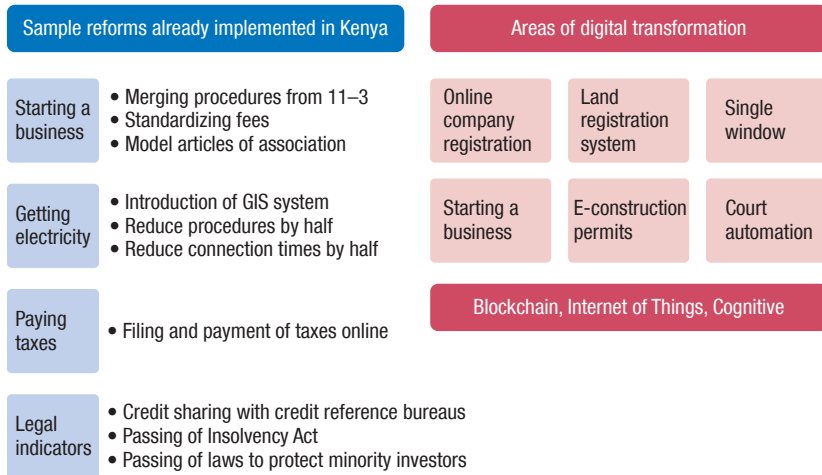 Sample reforms already implemented in Kenya
Starting a
business
• Merging procedures from 11–3
• Standardizing fees
• Model articles of association
Getting
electricity
• Introduction of GIS system
• Reduce procedures by half
• Reduce connection times by half
Paying
taxes
• Filing and payment of taxes online
Legal
indicators
• Credit sharing with credit reference bureaus
• Passing of Insolvency Act
• Passing of laws to protect minority investors
Areas of digital transformation
Online
company
registration
Land
registration
system
Single
window
Starting a
business
E-construction
permits
Court
automation
Blockchain, Internet of Things, Cognitive